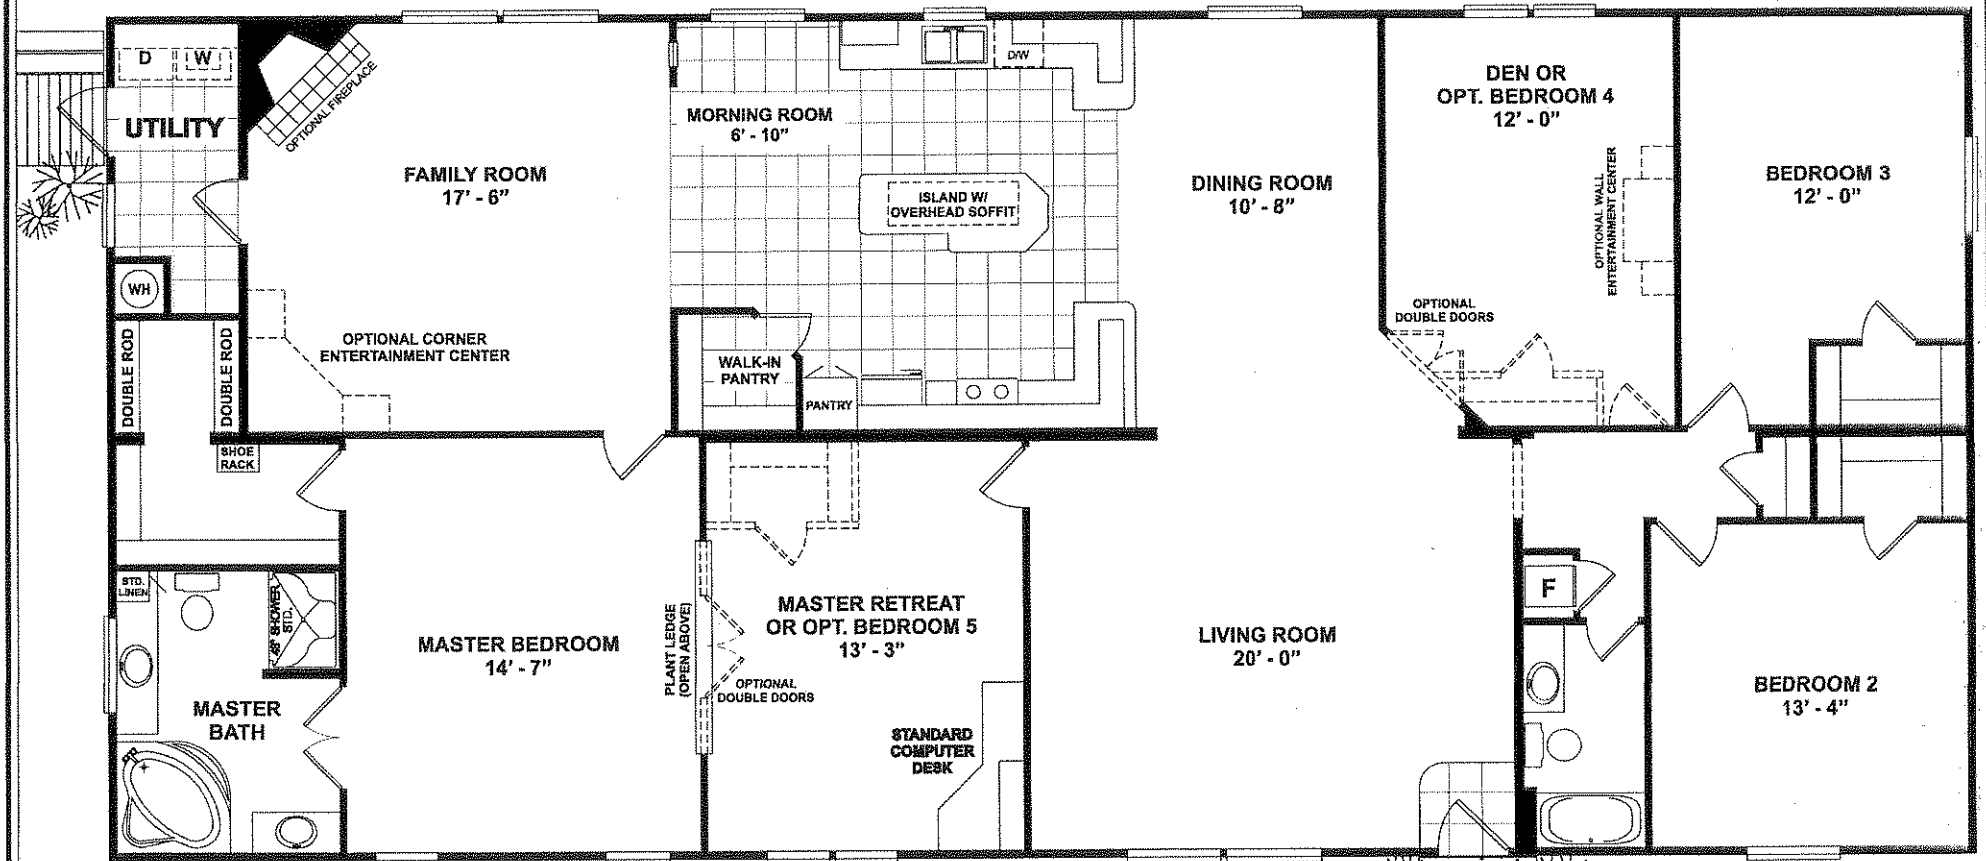 D
W
UTILITY
OPTIONAL FIREPLACE
FAMILY ROOM
17' - 6"
OPTIONAL CORNER
ENTERTAINMENT CENTER
WH
DOUBLE ROD
DOUBLE ROD
SHOE
RACK
MORNING ROOM
6' - 10"
D/W
ISLAND W/
OVERHEAD SOFFIT
WALK-IN
PANTRY
PANTRY
DINING ROOM
10' - 8"
DEN OR
OPT. BEDROOM 4
12' - 0"
OPTIONAL WALL
ENTERTAINMENT CENTER
OPTIONAL
DOUBLE DOORS
BEDROOM 3
12' - 0"
STD.
LINEN
48" SHOWER
STD.
MASTER
BATH
MASTER BEDROOM
14' - 7"
PLANT LEDGE
(OPEN ABOVE)
MASTER RETREAT
OR OPT. BEDROOM 5
13' - 3"
OPTIONAL
DOUBLE DOORS
STANDARD
COMPUTER
DESK
LIVING ROOM
20' - 0"
F
BEDROOM 2
13' - 4"